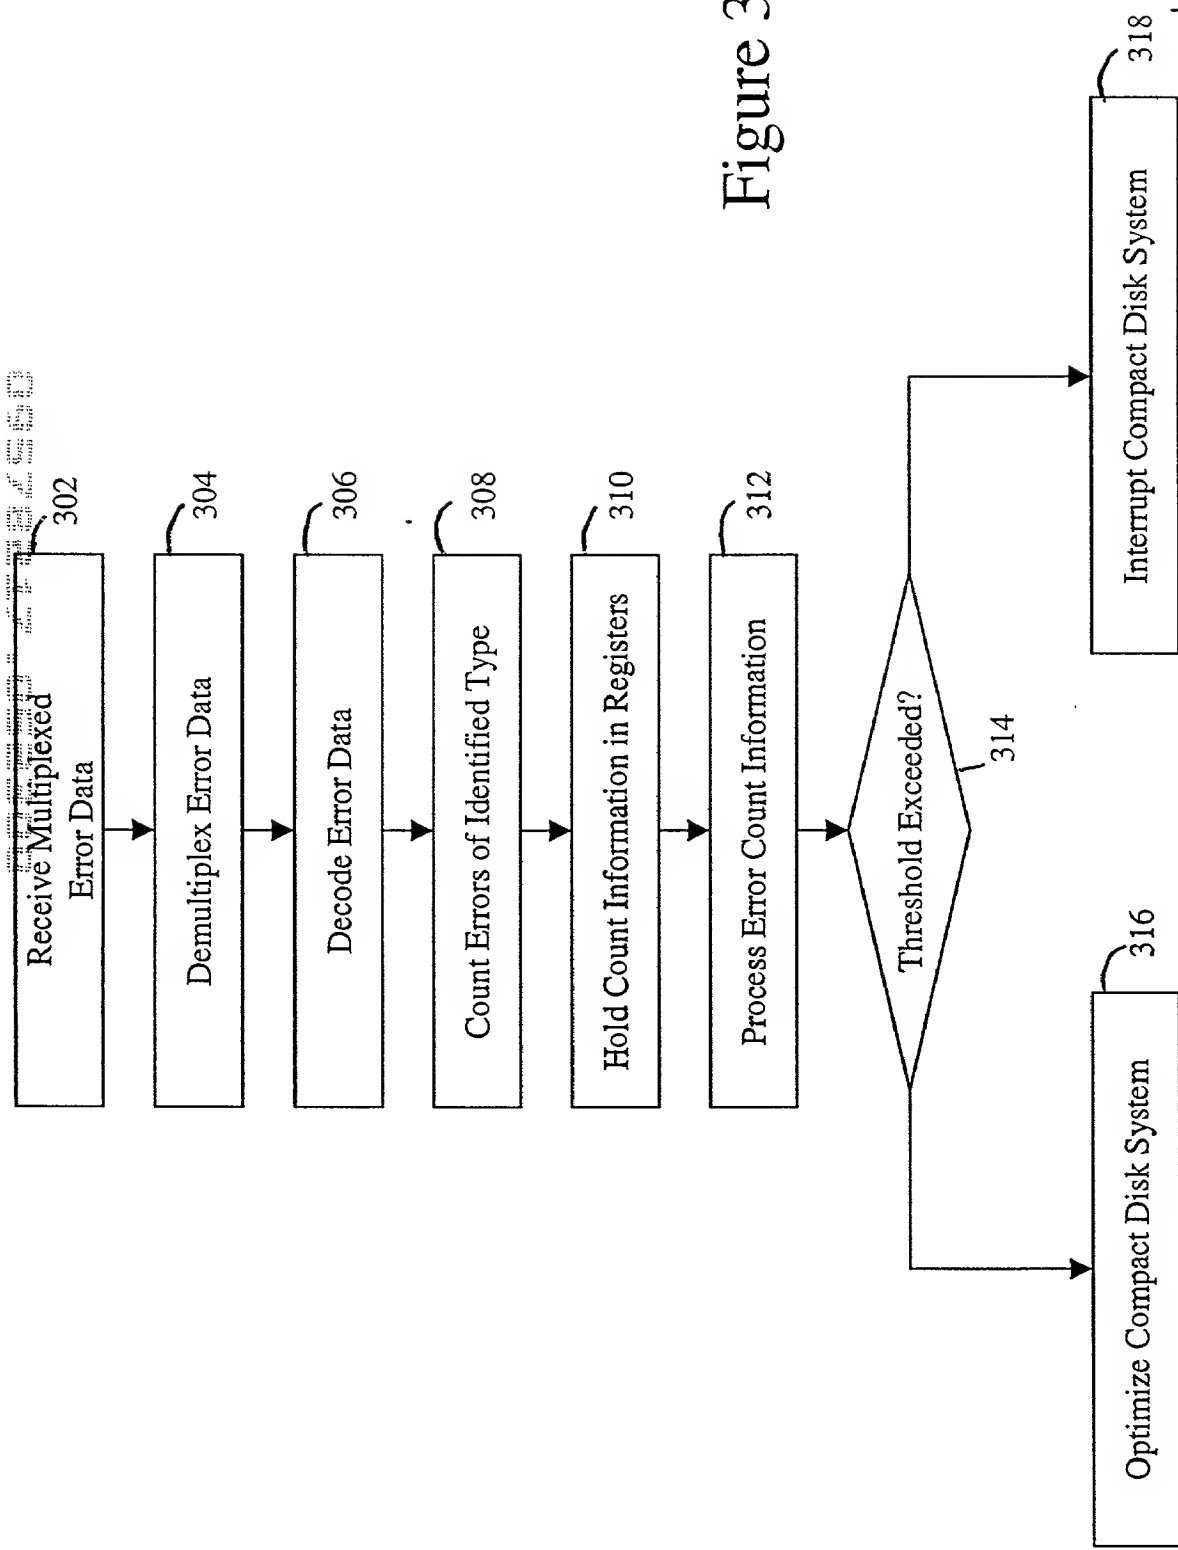 Receive Multiplexed
Error Data
302
Demultiplex Error Data
304
Decode Error Data
306
Count Errors of Identified Type
308
Hold Count Information in Registers
310
Process Error Count Information
312
Threshold Exceeded?
314
Optimize Compact Disk System
316
Interrupt Compact Disk System
318
Figure 3